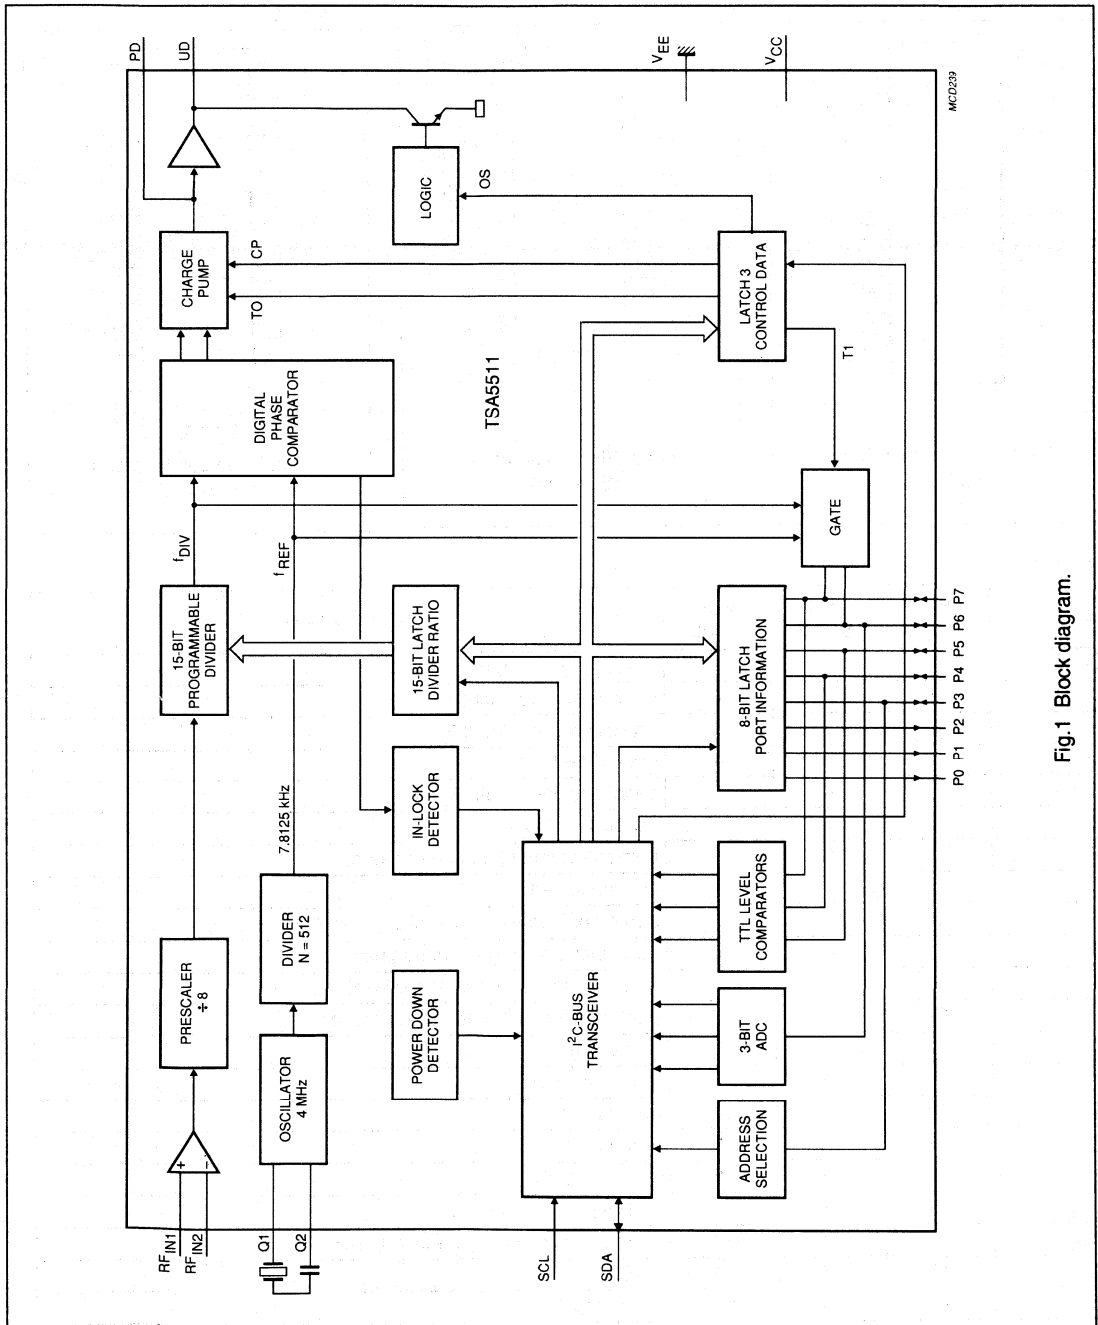 RF IN1
RF IN2
Q1
Q2
PRESCALER
÷ 8
OSCILLATOR
4 MHz
DIVIDER
N = 512
7.8125 kHz
15-BIT
PROGRAMMABLE
DIVIDER
fDIV
fREF
DIGITAL
PHASE
COMPARATOR
CHARGE
PUMP
PD
UD
TO
CP
LOGIC
OS
POWER DOWN
DETECTOR
IN-LOCK
DETECTOR
15-BIT LATCH
DIVIDER RATIO
TSA5511
SCL
SDA
I²C-BUS
TRANSCEIVER
ADDRESS
SELECTION
3-BIT
ADC
TTL LEVEL
COMPARATORS
8-BIT LATCH
PORT INFORMATION
GATE
T1
LATCH 3
CONTROL DATA
VEE
VCC
P0
P1
P2
P3
P4
P5
P6
P7
MCD239
Fig.1 Block diagram.